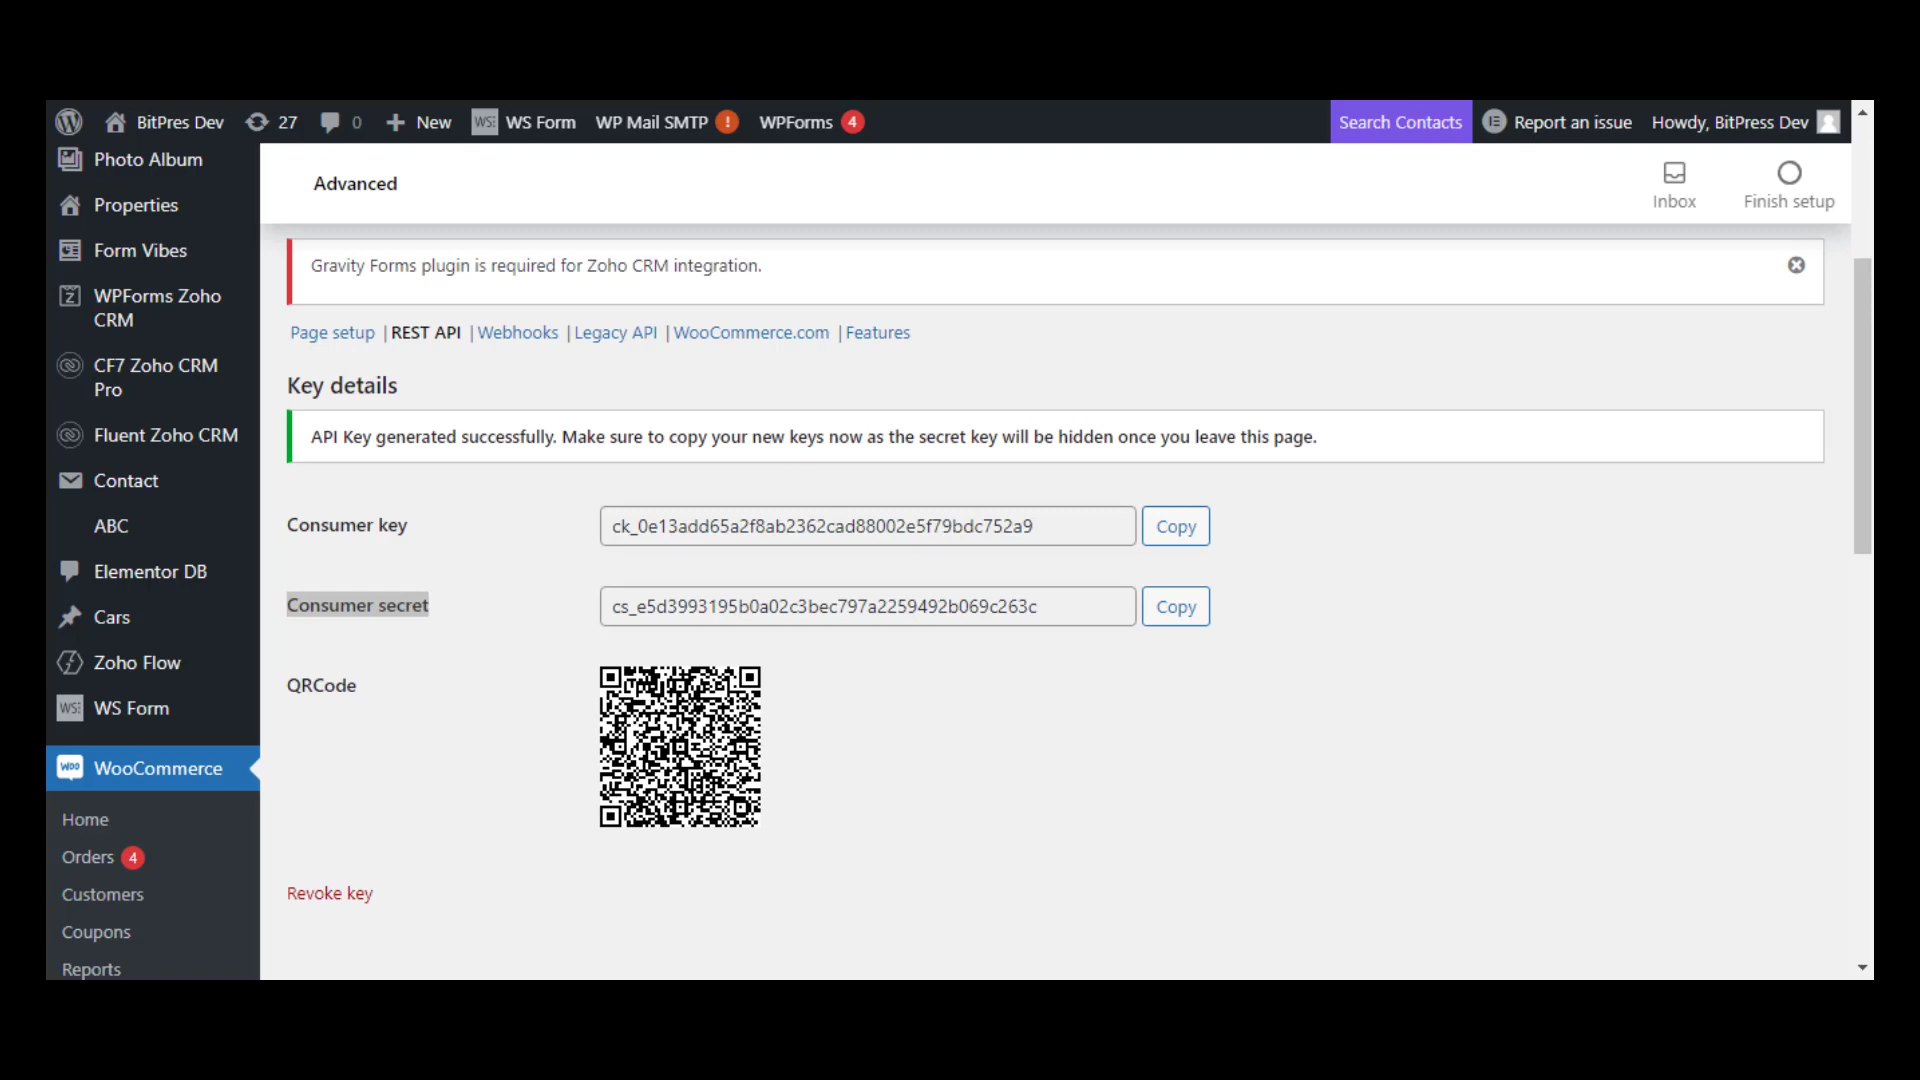 BitPres Dev 27 0 New WS Form WP Mail SMTP ! WPForms 4 Search Contacts Report an issue Howdy, BitPress Dev
Photo Album
Properties
Form Vibes
WPForms Zoho
CRM
CF7 Zoho CRM
Pro
Fluent Zoho CRM
Contact
ABC
Elementor DB
Cars
Zoho Flow
WS Form
WooCommerce
Home
Orders 4
Customers
Coupons
Reports
Advanced
Inbox
Finish setup
Gravity Forms plugin is required for Zoho CRM integration.
Page setup | REST API | Webhooks | Legacy API | WooCommerce.com | Features
Key details
API Key generated successfully. Make sure to copy your new keys now as the secret key will be hidden once you leave this page.
Consumer key ck_0e13add65a2f8ab2362cad88002e5f79bdc752a9 Copy
Consumer secret cs_e5d3993195b0a02c3bec797a2259492b069c263c Copy
QRCode
Revoke key